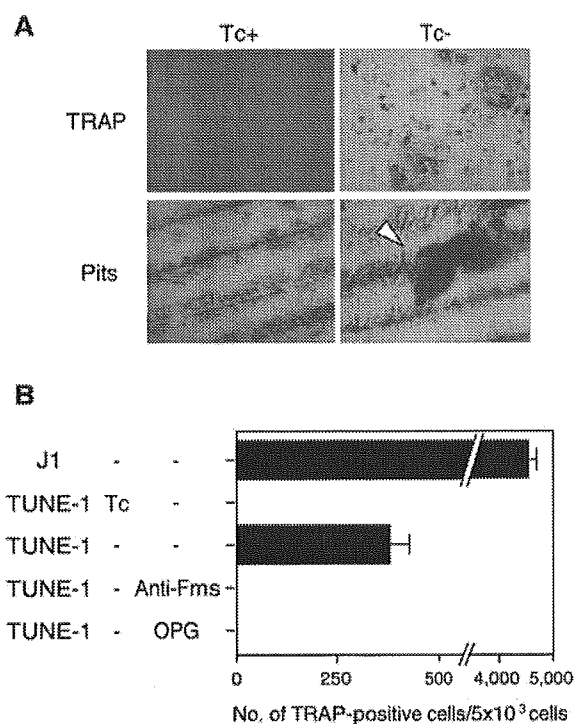 A
Tc+ Tc-
TRAP
Pits
B
J1 - -
TUNE-1 Tc -
TUNE-1 - -
TUNE-1 - Anti-Fms
TUNE-1 - OPG
0 250 500 4,000 5,000
No. of TRAP-positive cells/5x10³ cells